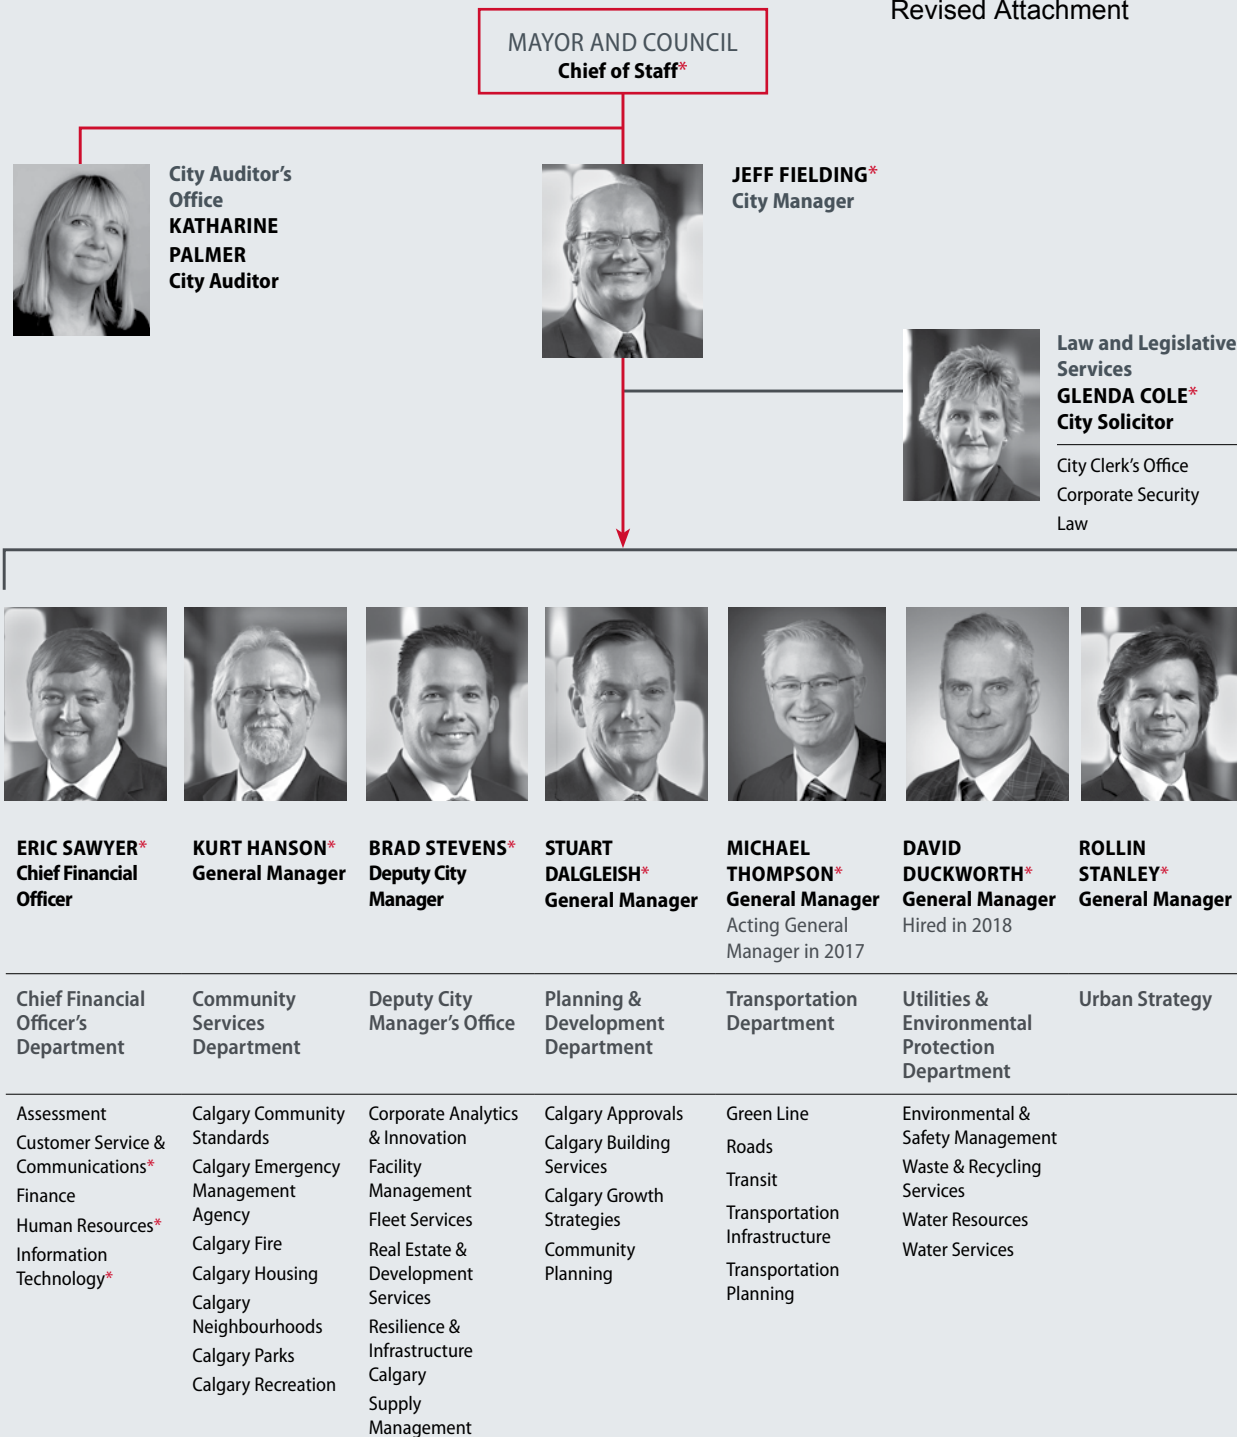 Revised Attachment
MAYOR AND COUNCIL
Chief of Staff*
City Auditor's
Office
KATHARINE
PALMER
City Auditor
JEFF FIELDING*
City Manager
Law and Legislative
Services
GLENDA COLE*
City Solicitor
City Clerk's Office
Corporate Security
Law
ERIC SAWYER*
Chief Financial
Officer
KURT HANSON*
General Manager
BRAD STEVENS*
Deputy City
Manager
STUART
DALGLEISH*
General Manager
MICHAEL
THOMPSON*
General Manager
Acting General
Manager in 2017
DAVID
DUCKWORTH*
General Manager
Hired in 2018
ROLLIN
STANLEY*
General Manager
Chief Financial
Officer's
Department
Community
Services
Department
Deputy City
Manager's Office
Planning &
Development
Department
Transportation
Department
Utilities &
Environmental
Protection
Department
Urban Strategy
Assessment
Customer Service &
Communications*
Finance
Human Resources*
Information
Technology*
Calgary Community
Standards
Calgary Emergency
Management
Agency
Calgary Fire
Calgary Housing
Calgary
Neighbourhoods
Calgary Parks
Calgary Recreation
Corporate Analytics
& Innovation
Facility
Management
Fleet Services
Real Estate &
Development
Services
Resilience &
Infrastructure
Calgary
Supply
Management
Calgary Approvals
Calgary Building
Services
Calgary Growth
Strategies
Community
Planning
Green Line
Roads
Transit
Transportation
Infrastructure
Transportation
Planning
Environmental &
Safety Management
Waste & Recycling
Services
Water Resources
Water Services